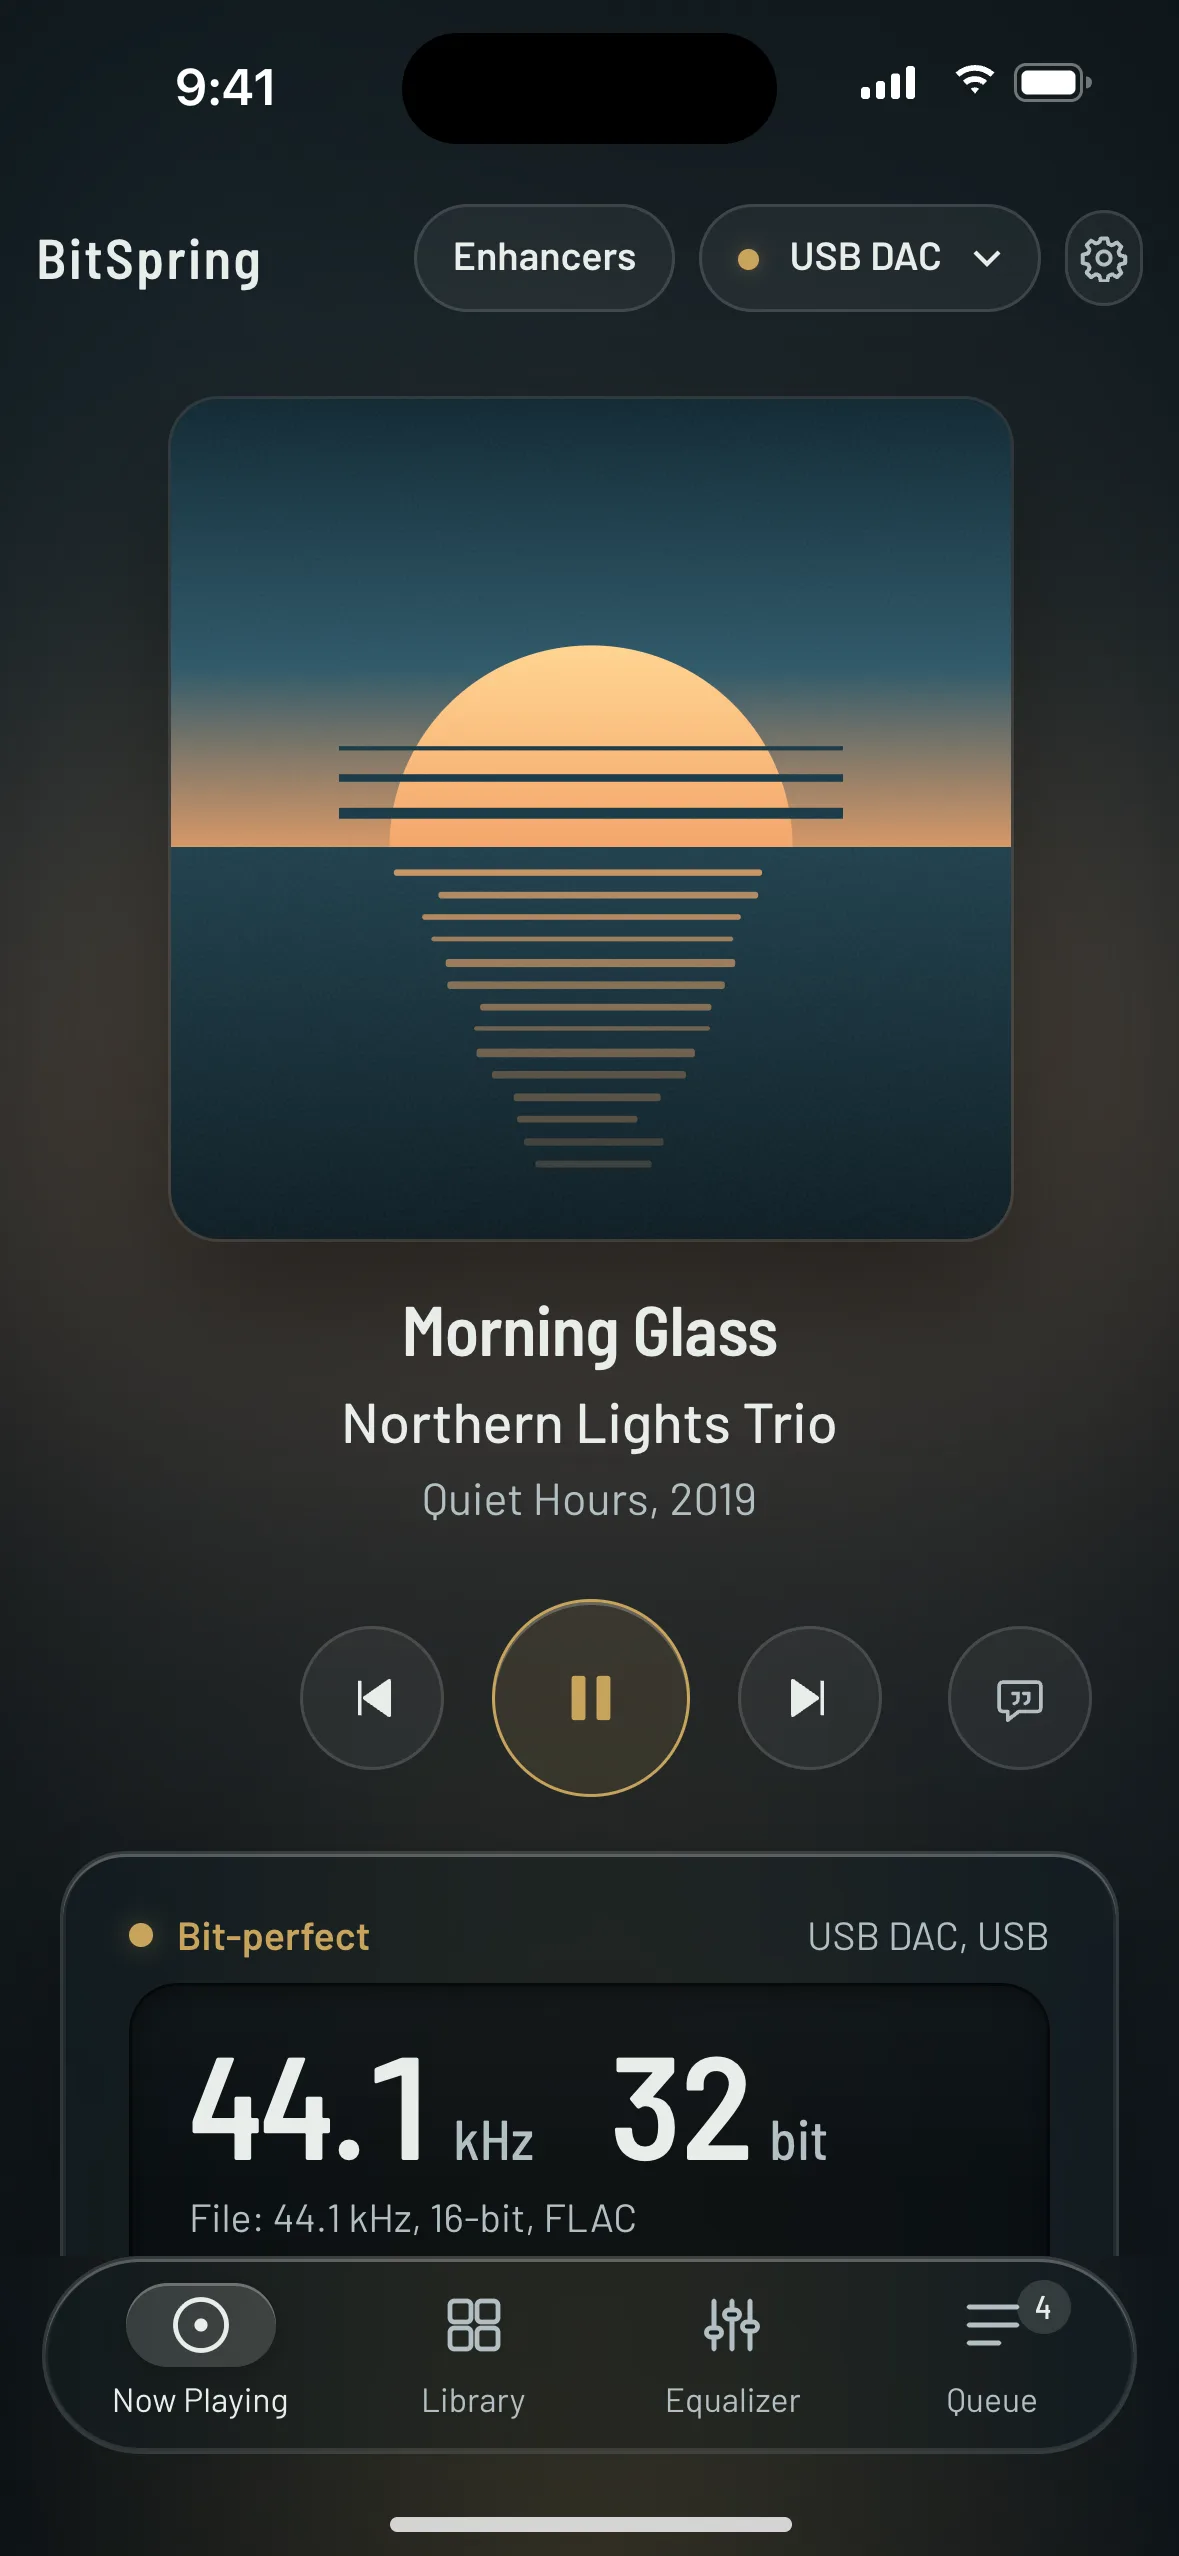 9:41
BitSpring
Enhancers
USB DAC
Morning Glass
Northern Lights Trio
Quiet Hours, 2019
Bit-perfect
USB DAC, USB
44.1 kHz 32 bit
File: 44.1 kHz, 16-bit, FLAC
4
Now Playing
Library
Equalizer
Queue